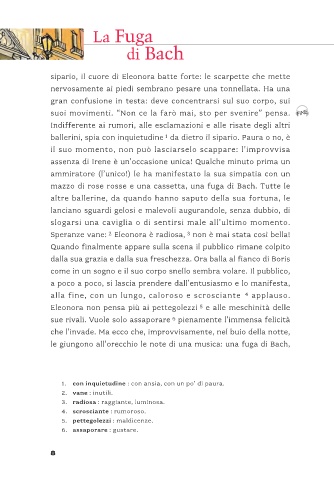 La Fuga
di Bach
sipario, il cuore di Eleonora batte forte: le scarpette che mette
nervosamente ai piedi sembrano pesare una tonnellata. Ha una
gran confusione in testa: deve concentrarsi sul suo corpo, sui
suoi movimenti. "Non ce la farò mai, sto per svenire" pensa.
Indifferente ai rumori, alle esclamazioni e alle risate degli altri
ballerini, spia con inquietudine 1 da dietro il sipario. Paura o no, è
il suo momento, non può lasciarselo scappare: l'improvvisa
assenza di Irene è un'occasione unica! Qualche minuto prima un
ammiratore (l'unico!) le ha manifestato la sua simpatia con un
mazzo di rose rosse e una cassetta, una fuga di Bach. Tutte le
altre ballerine, da quando hanno saputo della sua fortuna, le
lanciano sguardi gelosi e malevoli augurandole, senza dubbio, di
slogarsi una caviglia o di sentirsi male all'ultimo momento.
Speranze vane: 2 Eleonora è radiosa, 3 non è mai stata così bella!
Quando finalmente appare sulla scena il pubblico rimane colpito
dalla sua grazia e dalla sua freschezza. Ora balla al fianco di Boris
come in un sogno e il suo corpo snello sembra volare. Il pubblico,
a poco a poco, si lascia prendere dall'entusiasmo e lo manifesta,
alla fine, con un lungo, caloroso e scrosciante 4 applauso.
Eleonora non pensa più ai pettegolezzi 5 e alle meschinità delle
sue rivali. Vuole solo assaporare 6 pienamente l'immensa felicità
che l'invade. Ma ecco che, improvvisamente, nel buio della notte,
le giungono all'orecchio le note di una musica: una fuga di Bach,
1. con inquietudine : con ansia, con un po' di paura.
2. vane : inutili.
3. radiosa : raggiante, luminosa.
4. scrosciante : rumoroso.
5. pettegolezzi : maldicenze.
6. assaporare : gustare.
8